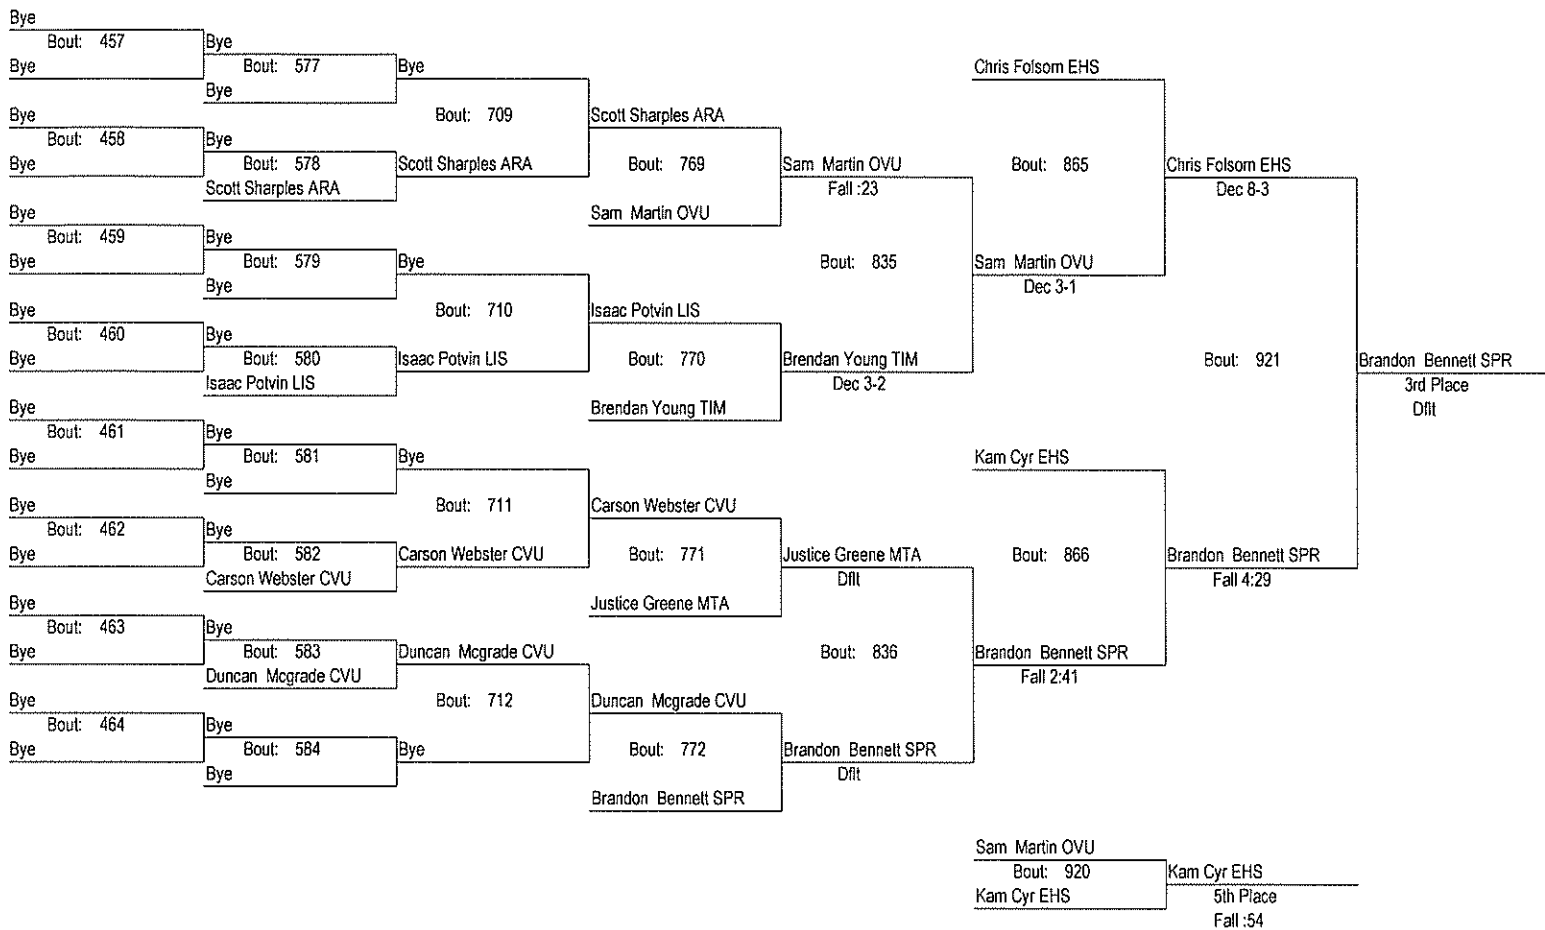 Bye
Bout: 457
Bye
Bye
Bout: 577
Bye
Bye
Bout: 458
Bye
Bye
Bout: 578
Scott Sharples ARA
Bye
Bout: 459
Bye
Bye
Bout: 579
Bye
Bye
Bout: 460
Bye
Bye
Bout: 580
Isaac Potvin LIS
Bye
Bout: 461
Bye
Bye
Bout: 581
Bye
Bye
Bout: 462
Bye
Bye
Bout: 582
Carson Webster CVU
Bye
Bout: 463
Bye
Bye
Bout: 583
Duncan Mcgrade CVU
Bye
Bout: 464
Bye
Bye
Bout: 584
Bye
Bye
Bout: 709
Scott Sharples ARA
Bye
Bout: 710
Isaac Potvin LIS
Bye
Bout: 711
Carson Webster CVU
Duncan Mcgrade CVU
Bout: 712
Bye
Scott Sharples ARA
Bout: 769
Sam Martin OVU
Isaac Potvin LIS
Bout: 770
Brendan Young TIM
Carson Webster CVU
Bout: 771
Justice Greene MTA
Duncan Mcgrade CVU
Bout: 772
Brandon Bennett SPR
Sam Martin OVU
Fall :23
Bout: 835
Brendan Young TIM
Dec 3-2
Justice Greene MTA
Dflt
Bout: 836
Brandon Bennett SPR
Dflt
Chris Folsom EHS
Bout: 865
Sam Martin OVU
Dec 3-1
Kam Cyr EHS
Bout: 866
Brandon Bennett SPR
Fall 2:41
Chris Folsom EHS
Dec 8-3
Bout: 921
Brandon Bennett SPR
Fall 4:29
Brandon Bennett SPR
3rd Place
Dflt
Sam Martin OVU
Bout: 920
Kam Cyr EHS
Kam Cyr EHS
5th Place
Fall :54